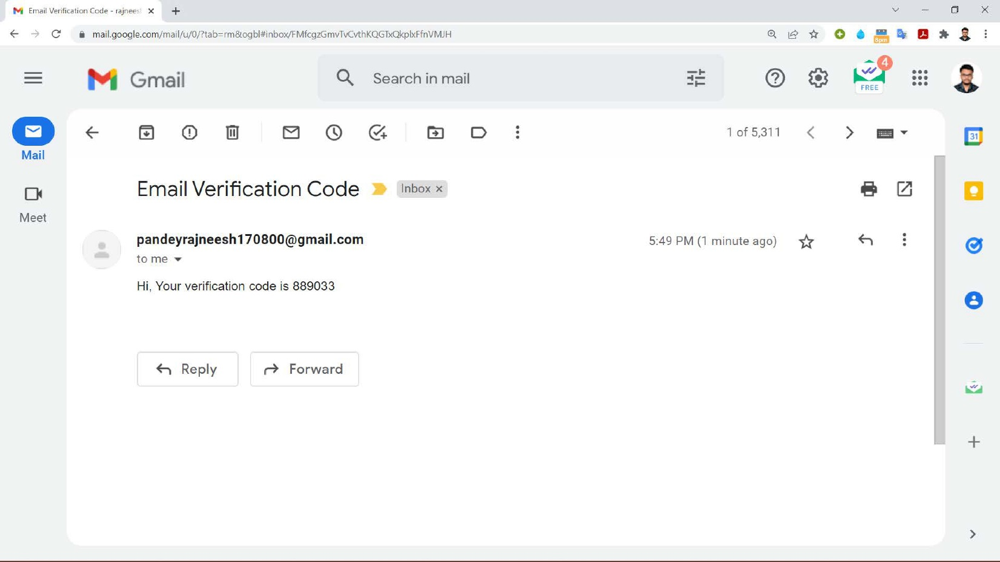 Email Verification Code - rajnees
mail.google.com/mail/u/0/?tab=rm&ogbl#inbox/FMfcgzGmvTvCvthKQGTxQkplxFfnVMJH
8pm
Gmail
Search in mail
4
FREE
Mail
Meet
1 of 5,311
31
Email Verification Code
Inbox ×
pandeyrajneesh170800@gmail.com
5:49 PM (1 minute ago)
to me
Hi, Your verification code is 889033
Reply
Forward